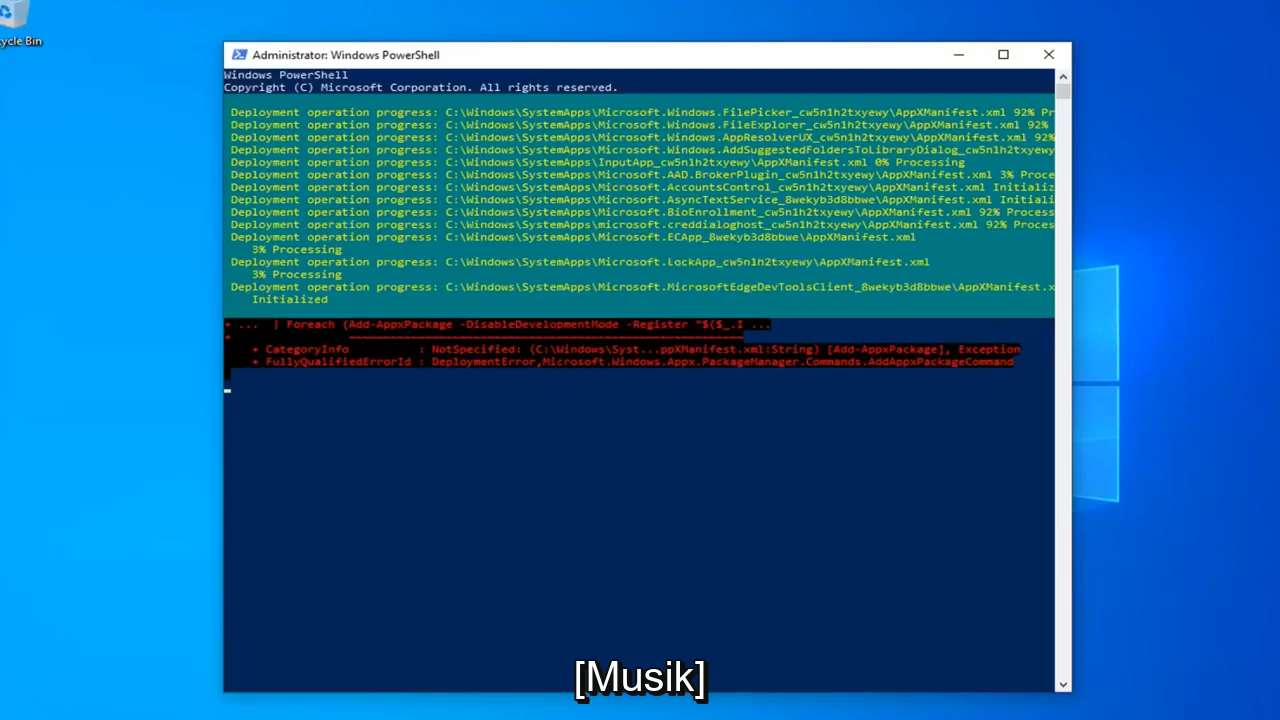 cycle Bin
Administrator: Windows PowerShell
Windows PowerShell
Copyright (C) Microsoft Corporation. All rights reserved.
Deployment operation progress: C:\Windows\SystemApps\Microsoft.Windows.FilePicker_cw5n1h2txyewy\AppXManifest.xml 92% Pr
Deployment operation progress: C:\Windows\SystemApps\Microsoft.Windows.FileExplorer_cw5n1h2txyewy\AppXManifest.xml 92%
Deployment operation progress: C:\Windows\SystemApps\Microsoft.Windows.AppResolverUX_cw5n1h2txyewy\AppXManifest.xml 92%
Deployment operation progress: C:\Windows\SystemApps\Microsoft.Windows.AddSuggestedFoldersToLibraryDialog_cw5n1h2txyewy
Deployment operation progress: C:\Windows\SystemApps\InputApp_cw5n1h2txyewy\AppXManifest.xml 0% Processing
Deployment operation progress: C:\Windows\SystemApps\Microsoft.AAD.BrokerPlugin_cw5n1h2txyewy\AppXManifest.xml 3% Proce
Deployment operation progress: C:\Windows\SystemApps\Microsoft.AccountsControl_cw5n1h2txyewy\AppXManifest.xml Initializ
Deployment operation progress: C:\Windows\SystemApps\Microsoft.AsyncTextService_8wekyb3d8bbwe\AppXManifest.xml Initiali
Deployment operation progress: C:\Windows\SystemApps\Microsoft.BioEnrollment_cw5n1h2txyewy\AppXManifest.xml 92% Process
Deployment operation progress: C:\Windows\SystemApps\microsoft.creddialoghost_cw5n1h2txyewy\AppXManifest.xml 92% Proces
Deployment operation progress: C:\Windows\SystemApps\Microsoft.ECApp_8wekyb3d8bbwe\AppXManifest.xml
3% Processing
Deployment operation progress: C:\Windows\SystemApps\Microsoft.LockApp_cw5n1h2txyewy\AppXManifest.xml
3% Processing
Deployment operation progress: C:\Windows\SystemApps\Microsoft.MicrosoftEdgeDevToolsClient_8wekyb3d8bbwe\AppXManifest.x
Initialized
+ ... | Foreach {Add-AppxPackage -DisableDevelopmentMode -Register "$($_.I ...
+ ~~~~~~~~~~~~~~~~~~~~~~~~~~~~~~~~~~~~~~~~~~~~~~~~~~~~~~~~~
+ CategoryInfo : NotSpecified: (C:\Windows\Syst...ppXManifest.xml:String) [Add-AppxPackage], Exception
+ FullyQualifiedErrorId : DeploymentError,Microsoft.Windows.Appx.PackageManager.Commands.AddAppxPackageCommand
[Musik]